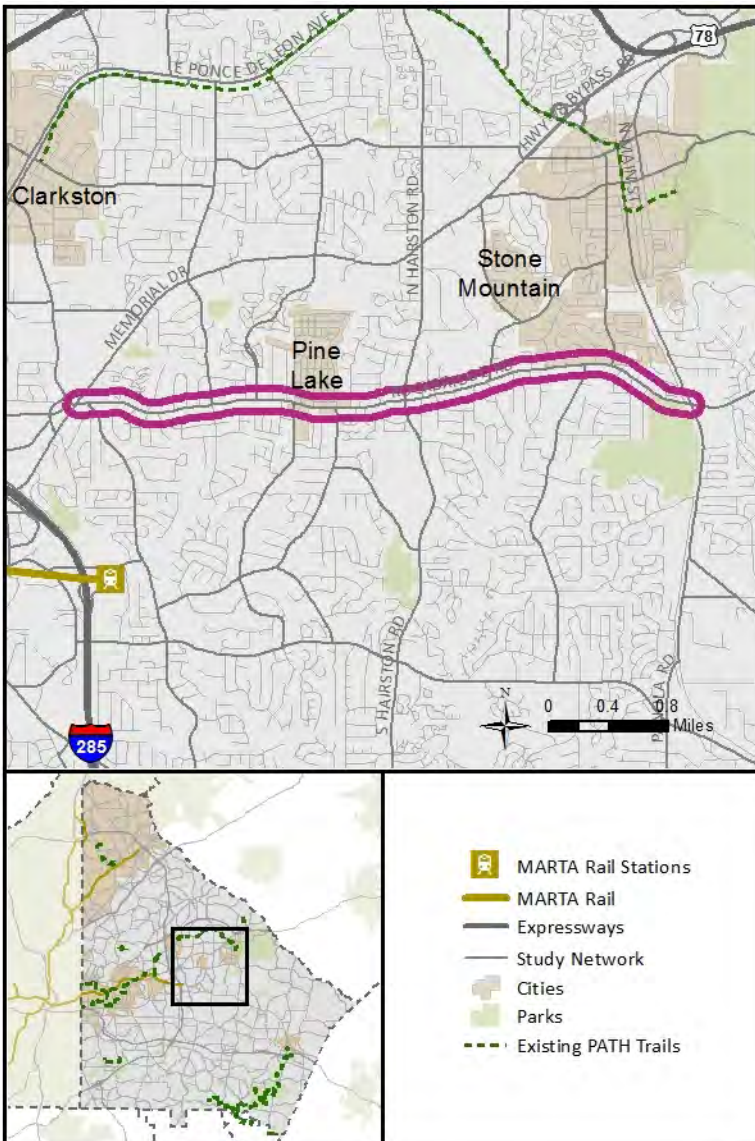 78
E PONCE DE LEON AVE
HWY 78 BYPASS RD
N MAIN ST
Clarkston
N HAIRSTON RD
Stone
Mountain
MEMORIAL DR
Pine
Lake
S HAIRSTON RD
N
0 0.4 0.8
Miles
285
MARTA Rail Stations
MARTA Rail
Expressways
Study Network
Cities
Parks
Existing PATH Trails